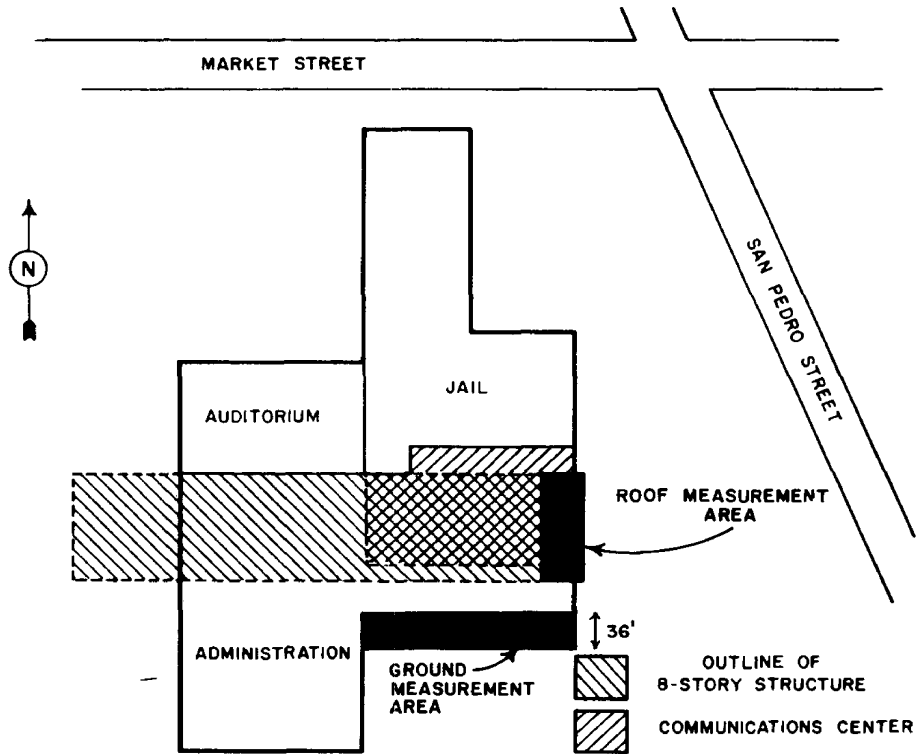 MARKET STREET
N
SAN PEDRO STREET
JAIL
AUDITORIUM
ROOF MEASUREMENT
AREA
36'
ADMINISTRATION
GROUND
MEASUREMENT
AREA
OUTLINE OF
8-STORY STRUCTURE
COMMUNICATIONS CENTER